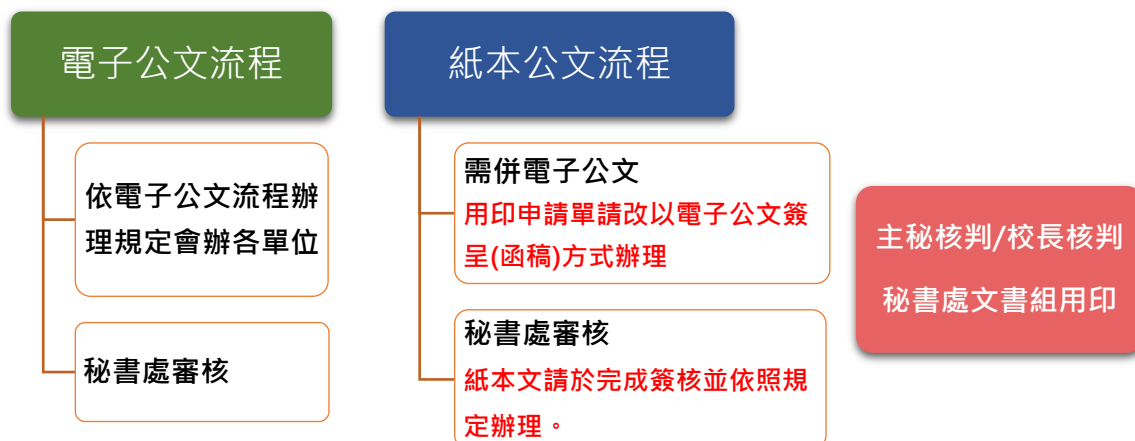 電子公文流程
依電子公文流程辦
理規定會辦各單位
秘書處審核
紙本公文流程
需併電子公文
用印申請單請改以電子公文簽
呈(函稿)方式辦理
秘書處審核
紙本文請於完成簽核並依照規
定辦理。
主秘核判/校長核判
秘書處文書組用印